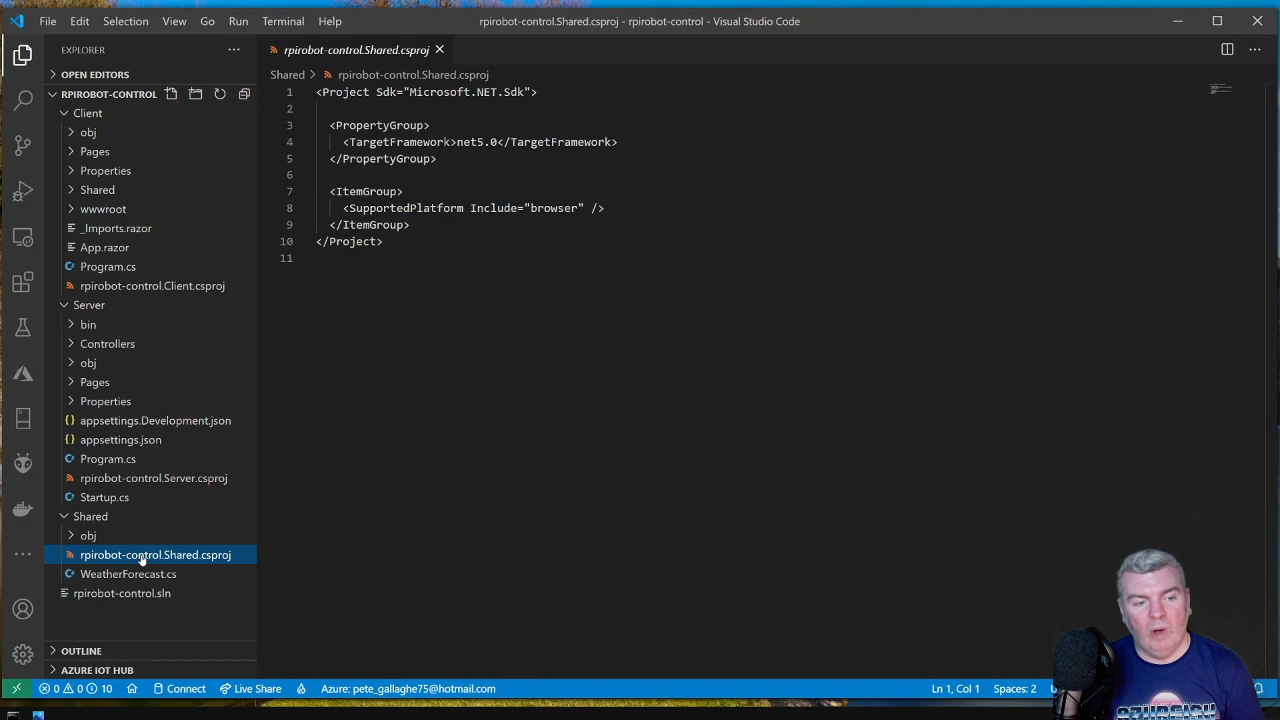 File Edit Selection View Go Run Terminal Help
rpirobot-control.Shared.csproj - rpirobot-control - Visual Studio Code
EXPLORER
OPEN EDITORS
RPIROBOT-CONTROL
Client
obj
Pages
Properties
Shared
wwwroot
_Imports.razor
App.razor
Program.cs
rpirobot-control.Client.csproj
Server
bin
Controllers
obj
Pages
Properties
appsettings.Development.json
appsettings.json
Program.cs
rpirobot-control.Server.csproj
Startup.cs
Shared
obj
rpirobot-control.Shared.csproj
WeatherForecast.cs
rpirobot-control.sln
OUTLINE
AZURE IOT HUB
rpirobot-control.Shared.csproj
Shared > rpirobot-control.Shared.csproj
1 <Project Sdk="Microsoft.NET.Sdk">
2
3 <PropertyGroup>
4 <TargetFramework>net5.0</TargetFramework>
5 </PropertyGroup>
6
7 <ItemGroup>
8 <SupportedPlatform Include="browser" />
9 </ItemGroup>
10 </Project>
11
0 0 10 Connect Live Share Azure: pete_gallaghe75@hotmail.com Ln 1, Col 1 Spaces: 2